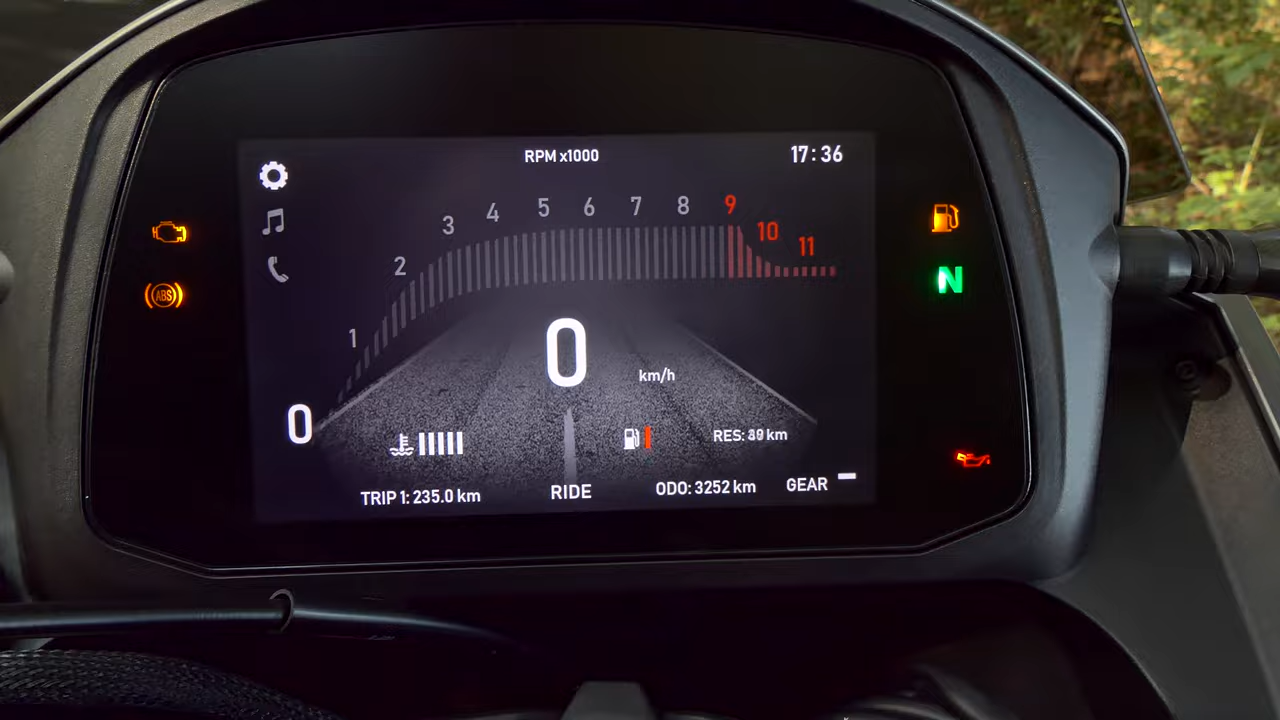 RPM x1000
17:36
0 1 2 3 4 5 6 7 8 9 10 11
ABS
N
0
km/h
RES: km
TRIP 1: 235.0 km
RIDE
ODO: 3252 km
GEAR